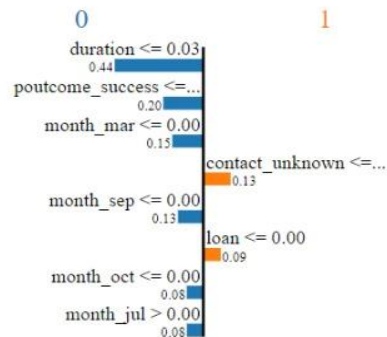 0 1
duration <= 0.03
0.44
poutcome_success <=...
0.20
month_mar <= 0.00
0.15
contact_unknown <=...
0.13
month_sep <= 0.00
0.13
loan <= 0.00
0.09
month_oct <= 0.00
0.08
month_jul > 0.00
0.08